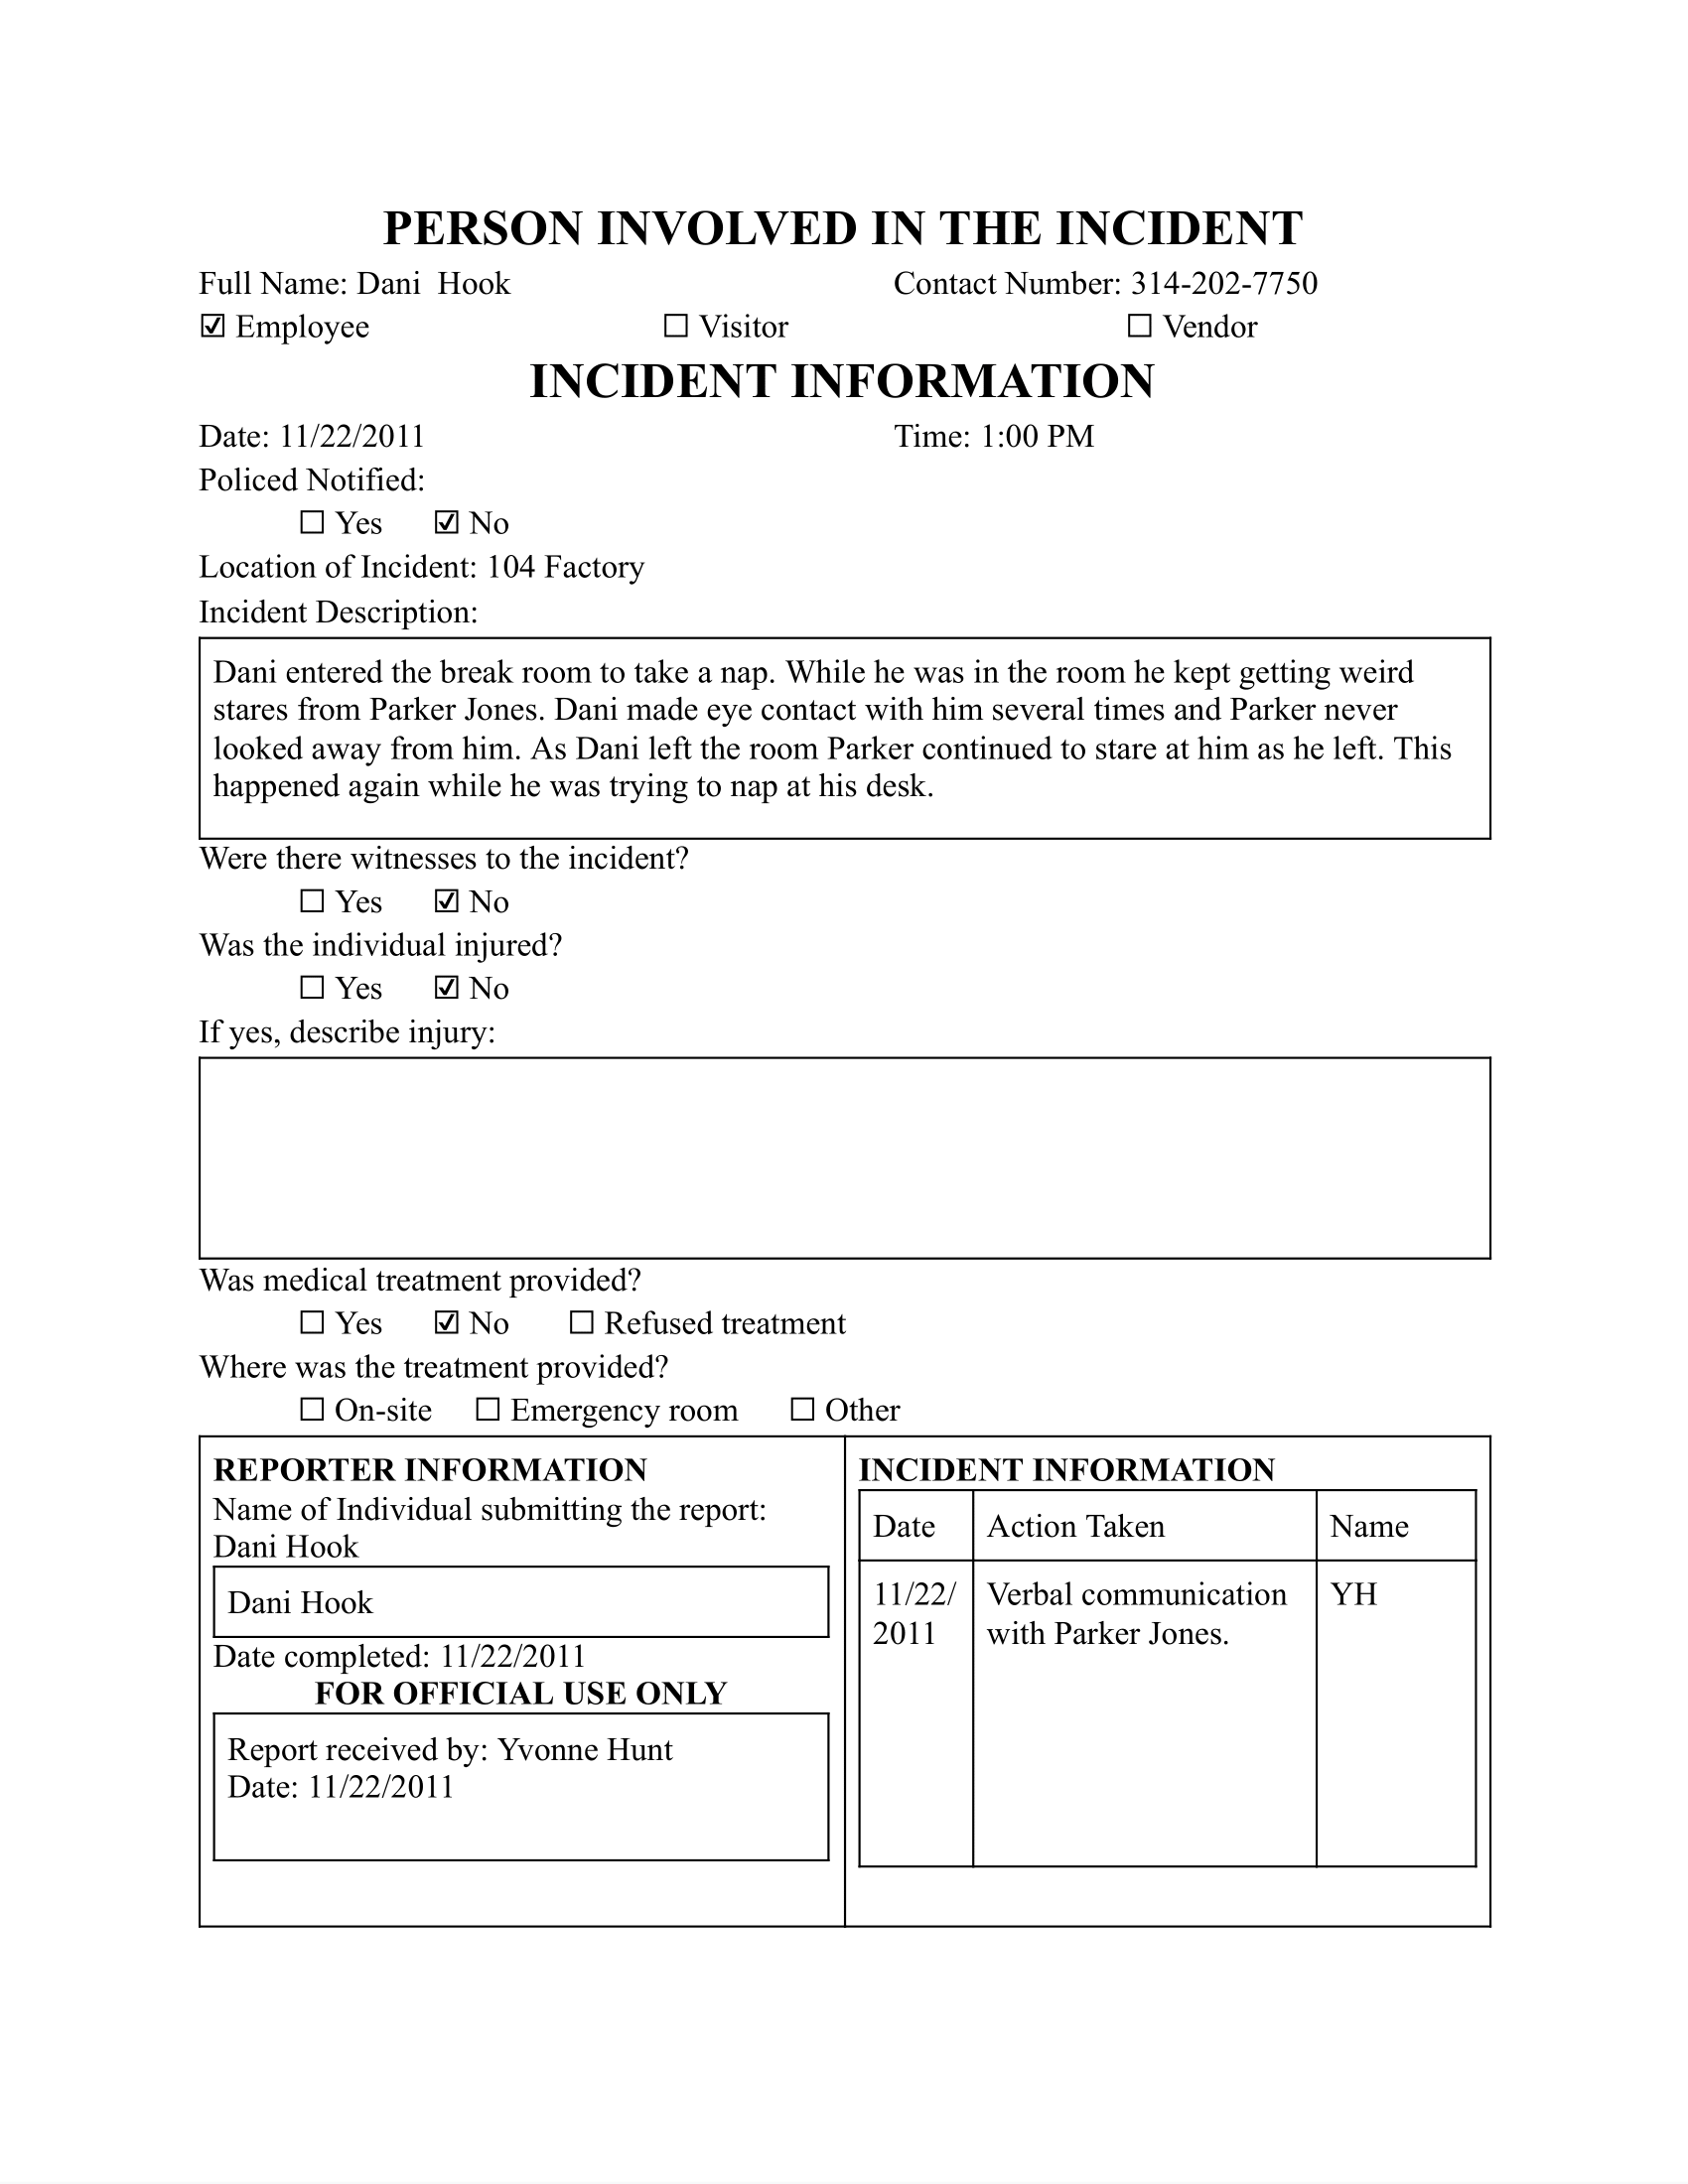 PERSON INVOLVED IN THE INCIDENT
Full Name: Dani  Hook Contact Number: 314-202-7750
☑ Employee ☐ Visitor ☐ Vendor
INCIDENT INFORMATION
Date: 11/22/2011 Time: 1:00 PM
Policed Notified:
☐ Yes ☑ No
Location of Incident: 104 Factory
Incident Description:
Dani entered the break room to take a nap. While he was in the room he kept getting weird
stares from Parker Jones. Dani made eye contact with him several times and Parker never
looked away from him. As Dani left the room Parker continued to stare at him as he left. This
happened again while he was trying to nap at his desk.
Were there witnesses to the incident?
☐ Yes ☑ No
Was the individual injured?
☐ Yes ☑ No
If yes, describe injury:
Was medical treatment provided?
☐ Yes ☑ No ☐ Refused treatment
Where was the treatment provided?
☐ On-site ☐ Emergency room ☐ Other
REPORTER INFORMATION
Name of Individual submitting the report:
Dani Hook
Dani Hook
Date completed: 11/22/2011
FOR OFFICIAL USE ONLY
Report received by: Yvonne Hunt
Date: 11/22/2011
INCIDENT INFORMATION
Date Action Taken Name
11/22/ Verbal communication YH
2011 with Parker Jones.